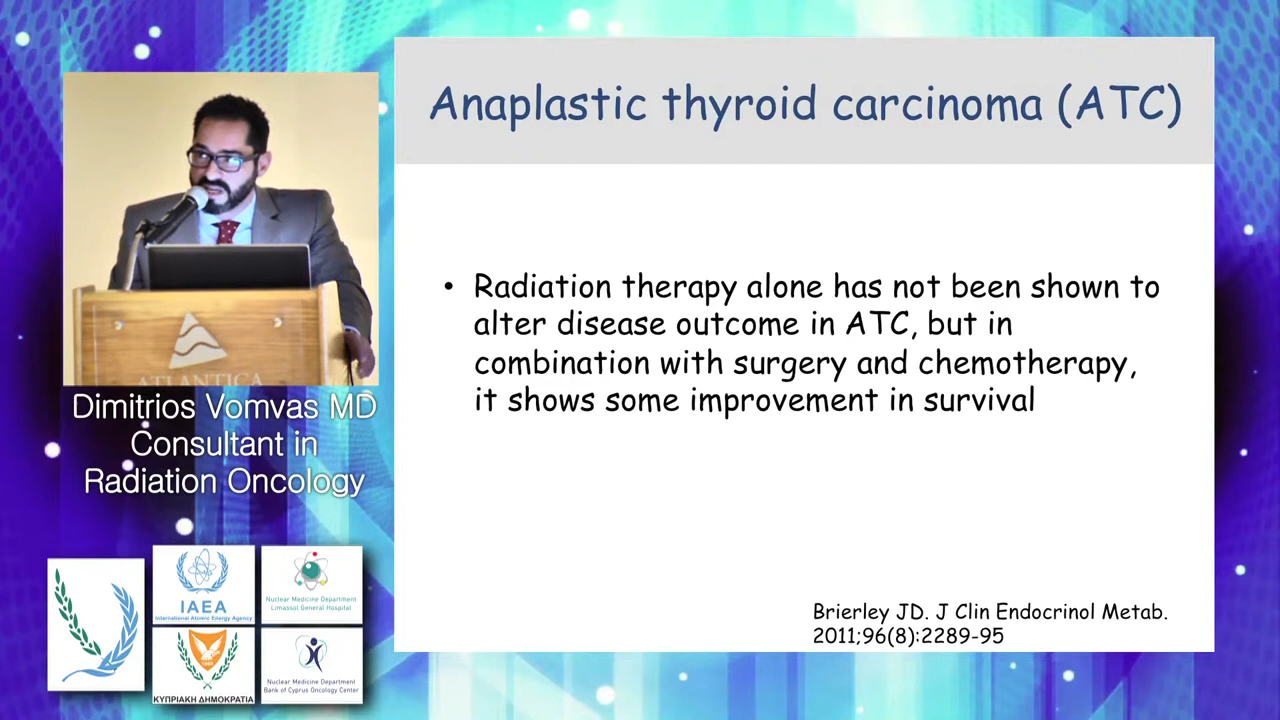 Anaplastic thyroid carcinoma (ATC)
• Radiation therapy alone has not been shown to
alter disease outcome in ATC, but in
combination with surgery and chemotherapy,
it shows some improvement in survival
Brierley JD. J Clin Endocrinol Metab.
2011;96(8):2289-95
ATLANTICA
Dimitrios Vomvas MD
Consultant in
Radiation Oncology
IAEA
International Atomic Energy Agency
Nuclear Medicine Department
Limassol General Hospital
1960
ΚΥΠΡΙΑΚΗ ΔΗΜΟΚΡΑΤΙΑ
Nuclear Medicine Department
Bank of Cyprus Oncology Center